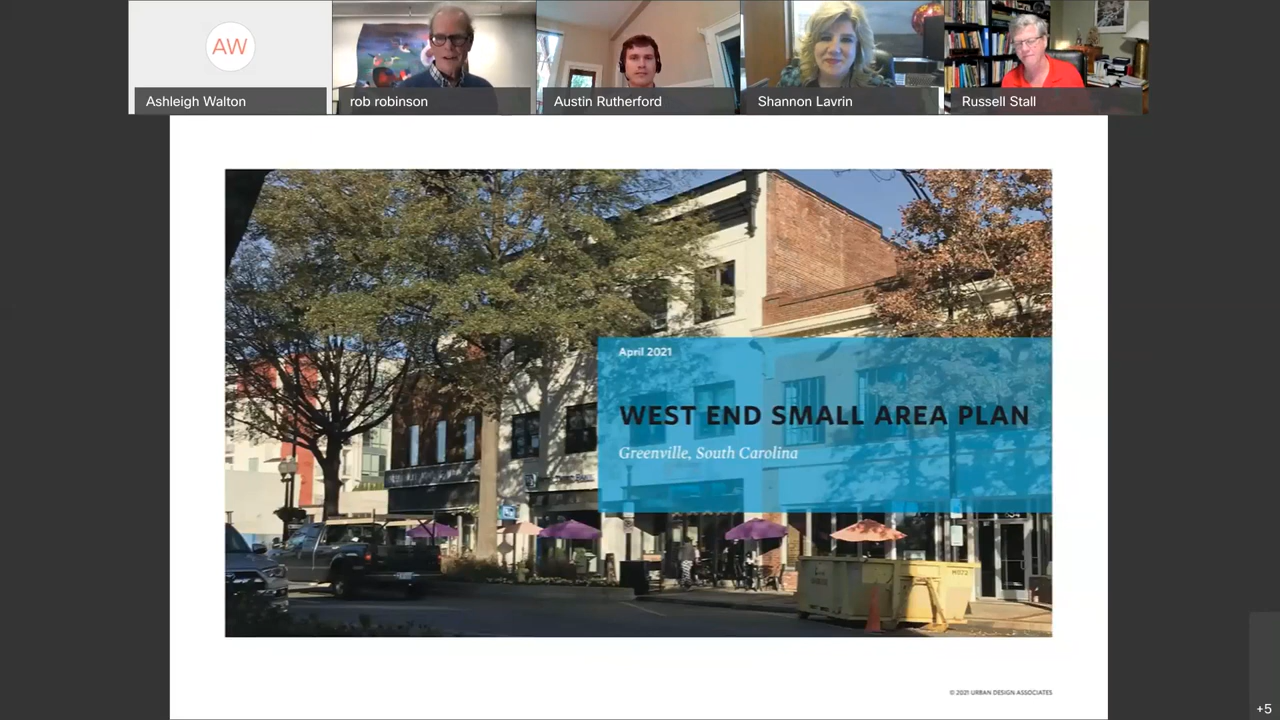 AW
Ashleigh Walton
rob robinson
Austin Rutherford
Shannon Lavrin
Russell Stall
April 2021
WEST END SMALL AREA PLAN
Greenville, South Carolina
© 2021 URBAN DESIGN ASSOCIATES
+5